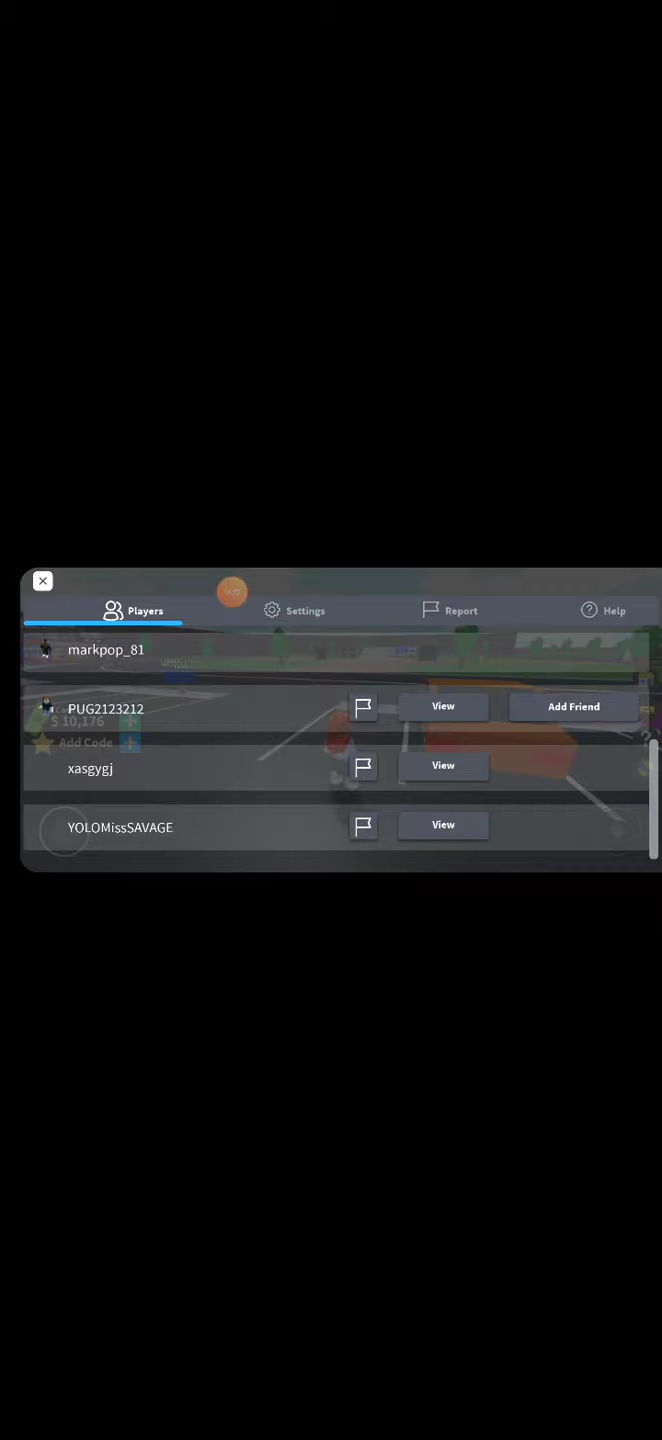 Players
Settings
Report
Help
markpop_81
PUG2123212
View
Add Friend
$ 10,176
Add Code
xasgygj
View
YOLOMissSAVAGE
View